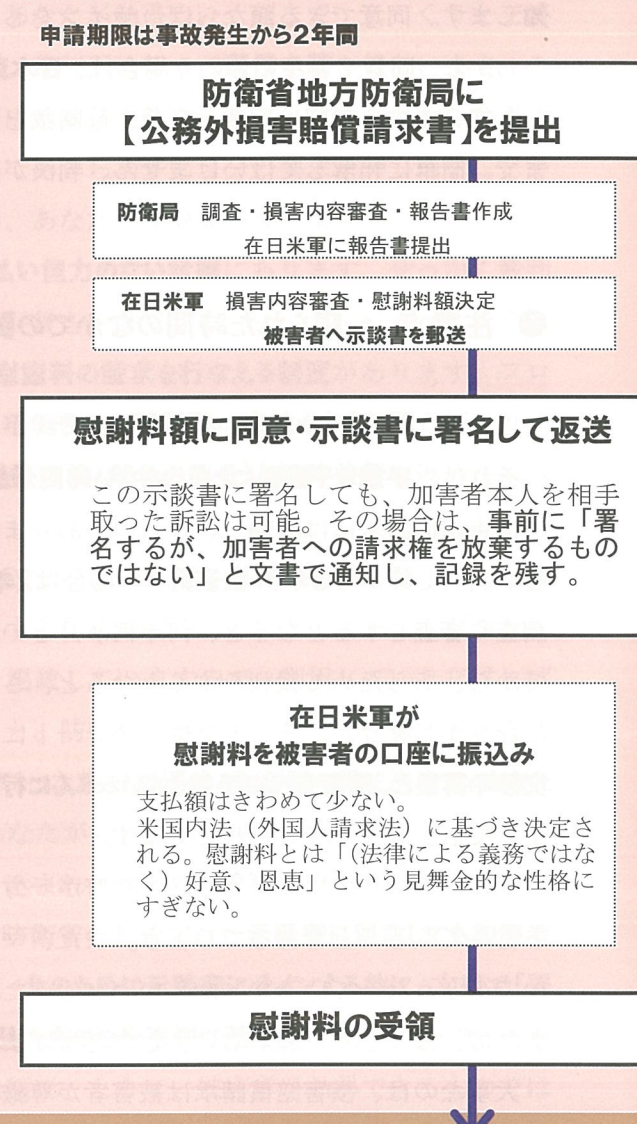 申請期限は事故発生から2年間
防衛省地方防衛局に
【公務外損害賠償請求書】を提出
防衛局 調査・損害内容審査・報告書作成
在日米軍に報告書提出
在日米軍 損害内容審査・慰謝料額決定
被害者へ示談書を郵送
慰謝料額に同意・示談書に署名して返送
この示談書に署名しても、加害者本人を相手
取った訴訟は可能。その場合は、事前に「署
名するが、加害者への請求権を放棄するもの
ではない」と文書で通知し、記録を残す。
在日米軍が
慰謝料を被害者の口座に振込み
支払額はきわめて少ない。
米国内法（外国人請求法）に基づき決定さ
れる。慰謝料とは「(法律による義務ではな
く）好意、恩恵」という見舞金的な性格に
すぎない。
慰謝料の受領